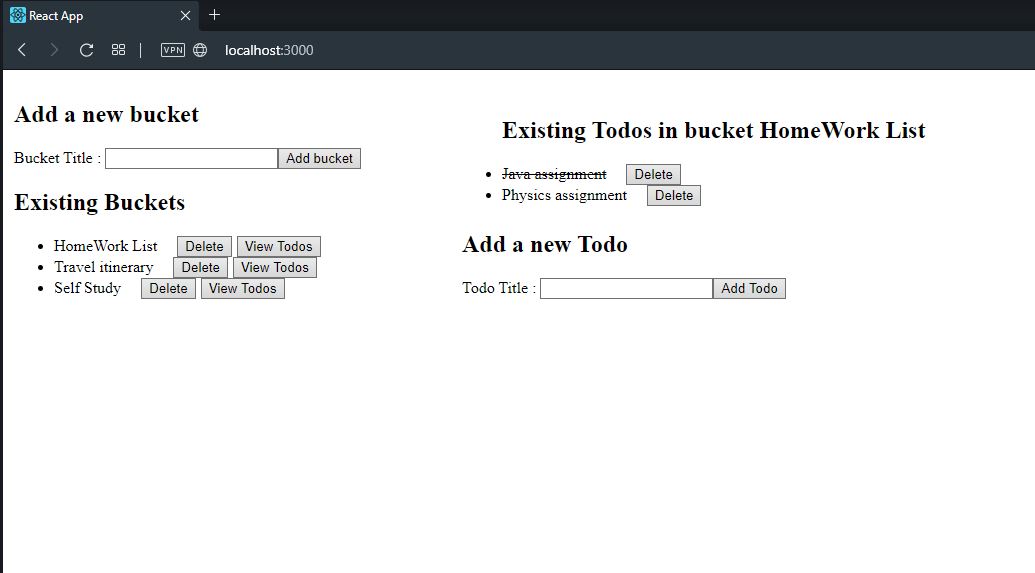 React App
VPN
localhost:3000
Add a new bucket
Bucket Title : Add bucket
Existing Buckets
HomeWork List Delete View Todos
Travel itinerary Delete View Todos
Self Study Delete View Todos
Existing Todos in bucket HomeWork List
Java assignment Delete
Physics assignment Delete
Add a new Todo
Todo Title : Add Todo